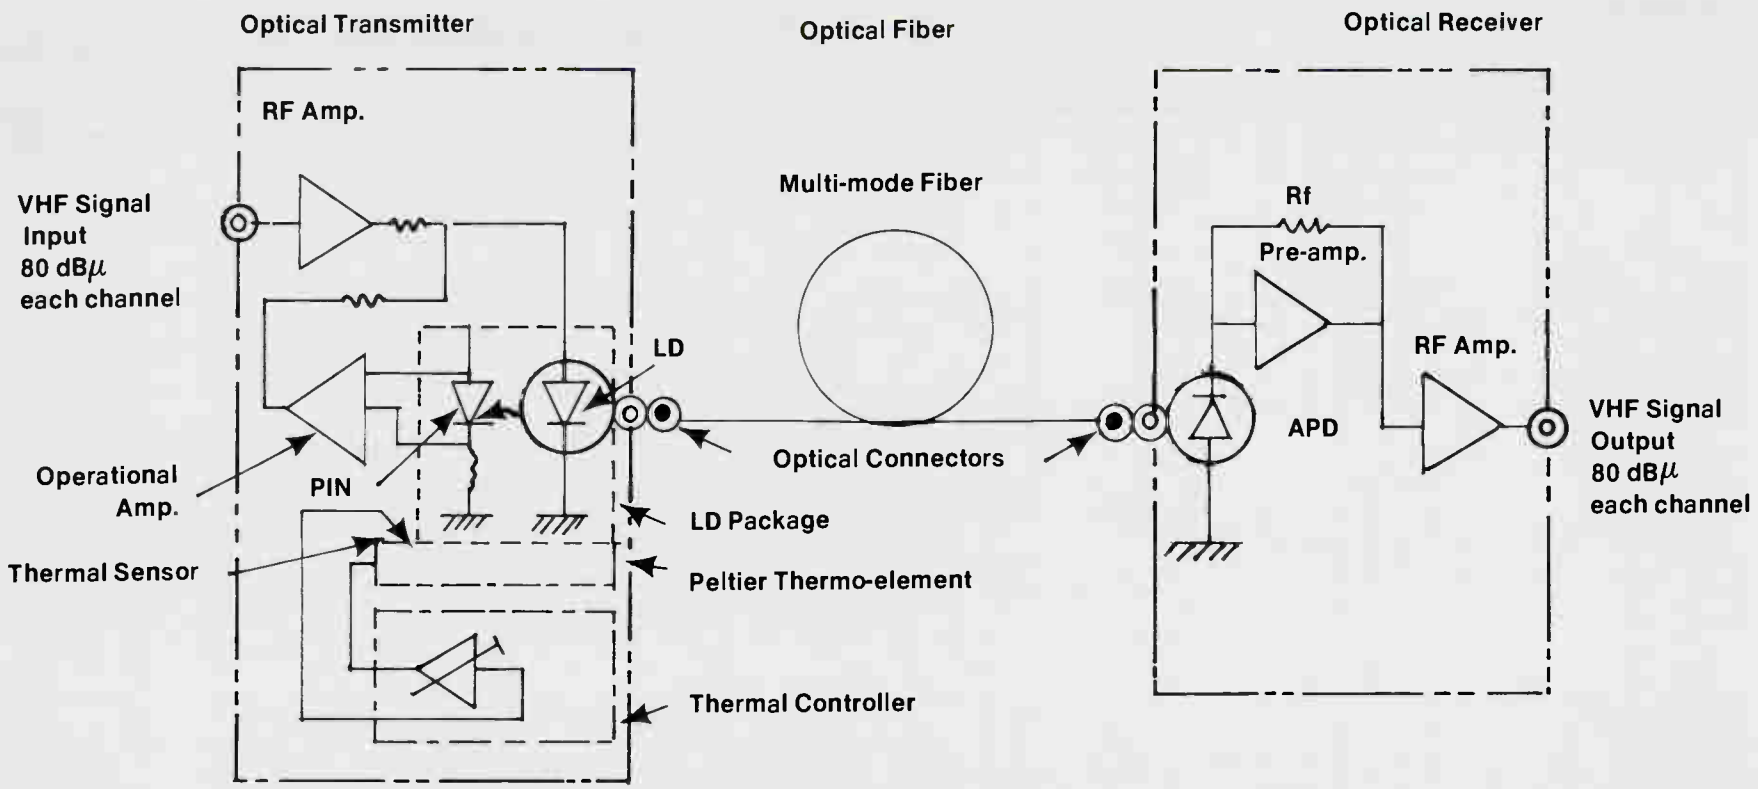 Optical Transmitter
Optical Fiber
Optical Receiver
RF Amp.
VHF Signal
Input
80 dBμ
each channel
Multi-mode Fiber
Rf
Pre-amp.
RF Amp.
LD
APD
VHF Signal
Output
80 dBμ
each channel
Optical Connectors
Operational
Amp.
PIN
LD Package
Thermal Sensor
Peltier Thermo-element
Thermal Controller